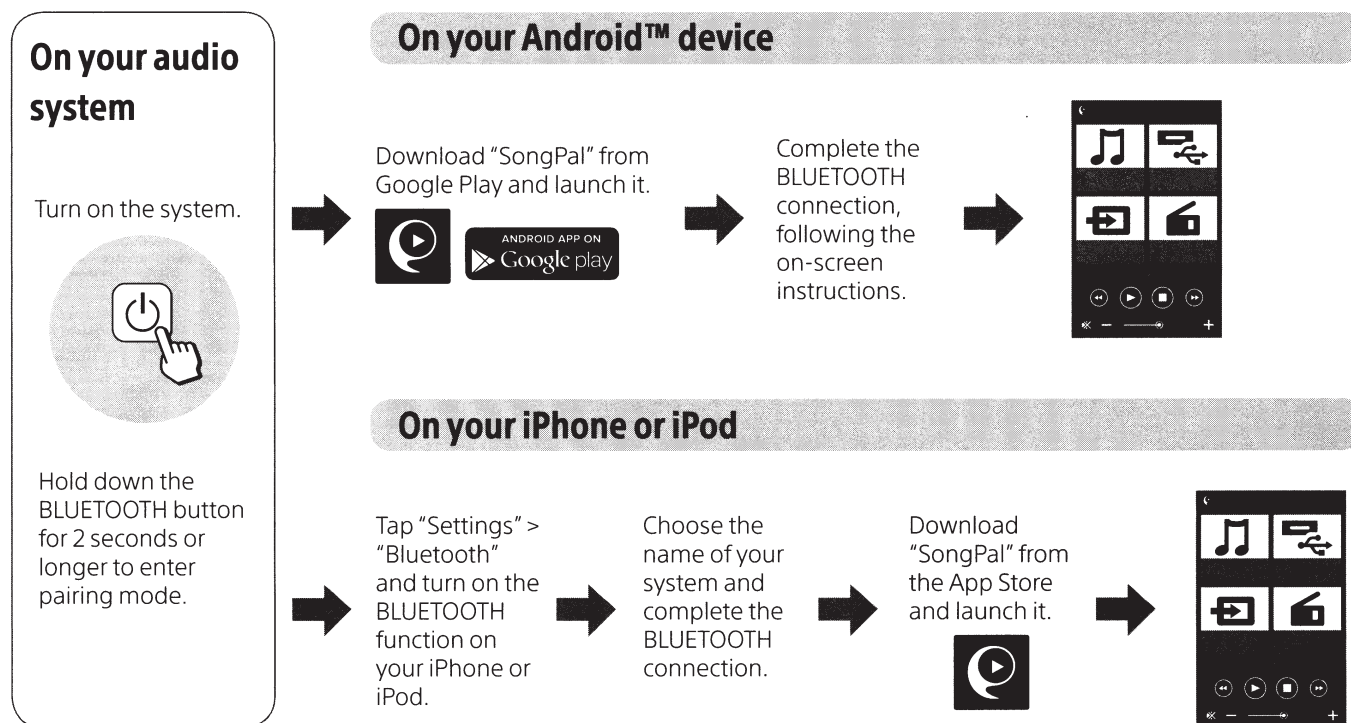 On your audio
system
Turn on the system.
Hold down the
BLUETOOTH button
for 2 seconds or
longer to enter
pairing mode.
On your Android™ device
Download “SongPal” from
Google Play and launch it.
ANDROID APP ON
Google play
Complete the
BLUETOOTH
connection,
following the
on-screen
instructions.
On your iPhone or iPod
Tap “Settings” >
“Bluetooth”
and turn on the
BLUETOOTH
function on
your iPhone or
iPod.
Choose the
name of your
system and
complete the
BLUETOOTH
connection.
Download
“SongPal” from
the App Store
and launch it.